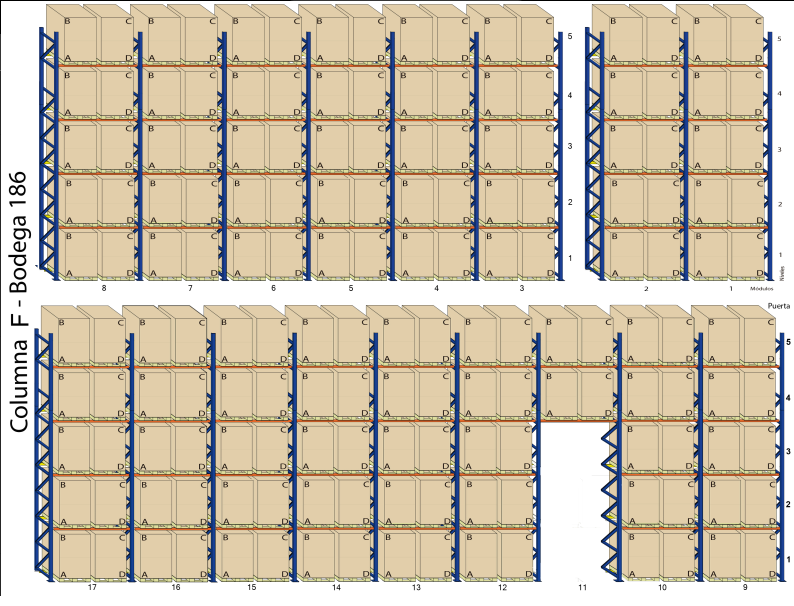 Columna F - Bodega 186
B C B C B C B C B C B C B C B C
5 5
A D A D A D A D A D A D A D A D
B C B C B C B C B C B C B C B C
4 4
A D A D A D A D A D A D A D A D
B C B C B C B C B C B C B C B C
3 3
A D A D A D A D A D A D A D A D
B C B C B C B C B C B C B C B C
2 2
A D A D A D A D A D A D A D A D
B C B C B C B C B C B C B C B C
1 1
A D A D A D A D A D A D A D A D
Niveles
8 7 6 5 4 3 2 1 Módulos
Puerta
B C B C B C B C B C B C B C B C B C
5
A D A D A D A D A D A D A D A D A D
B C B C B C B C B C B C B C B C B C
4
A D A D A D A D A D A D A D A D A D
B C B C B C B C B C B C B C B C
3
A D A D A D A D A D A D A D A D
B C B C B C B C B C B C B C B C
2
A D A D A D A D A D A D A D A D
B C B C B C B C B C B C B C B C
1
A D A D A D A D A D A D A D A D
17 16 15 14 13 12 11 10 9